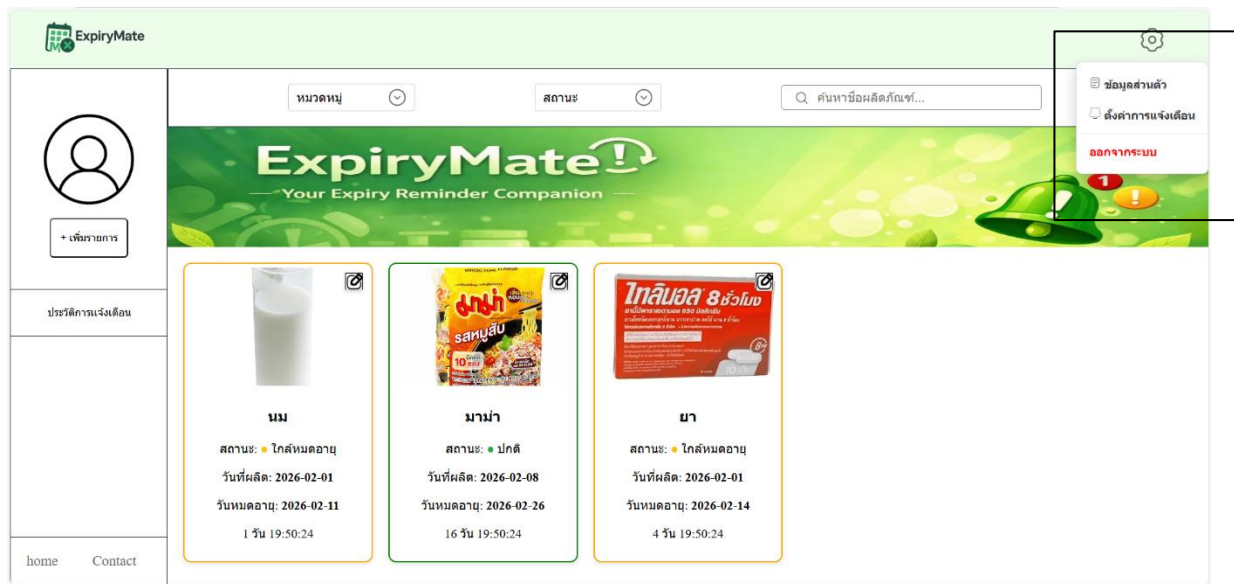 ExpiryMate
ข้อมูลส่วนตัว
ตั้งค่าการแจ้งเตือน
ออกจากระบบ
หมวดหมู่
สถานะ
ค้นหาชื่อผลิตภัณฑ์...
ExpiryMate
Your Expiry Reminder Companion
1
+ เพิ่มรายการ
ประวัติการแจ้งเตือน
home Contact
นม
สถานะ: ● ใกล้หมดอายุ
วันที่ผลิต: 2026-02-01
วันหมดอายุ: 2026-02-11
1 วัน 19:50:24
มาม่า
รสหมูสับ
10
มาม่า
สถานะ: ● ปกติ
วันที่ผลิต: 2026-02-08
วันหมดอายุ: 2026-02-26
16 วัน 19:50:24
ไทลินอล 8 ชั่วโมง
ยา
สถานะ: ● ใกล้หมดอายุ
วันที่ผลิต: 2026-02-01
วันหมดอายุ: 2026-02-14
4 วัน 19:50:24